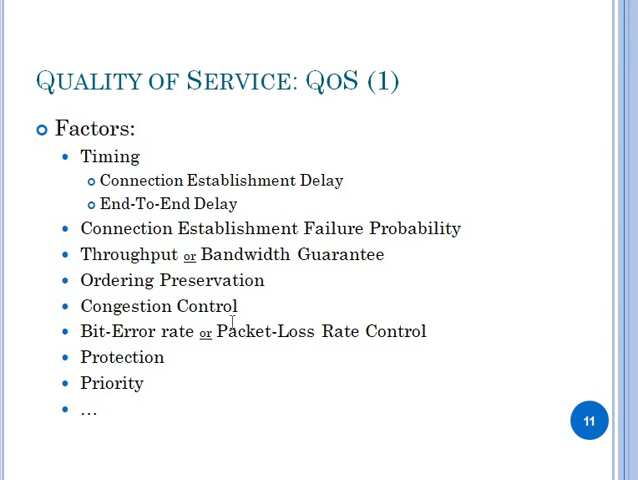 QUALITY OF SERVICE: QOS (1)
Factors:
Timing
Connection Establishment Delay
End-To-End Delay
Connection Establishment Failure Probability
Throughput or Bandwidth Guarantee
Ordering Preservation
Congestion Control
Bit-Error rate or Packet-Loss Rate Control
Protection
Priority
…
11